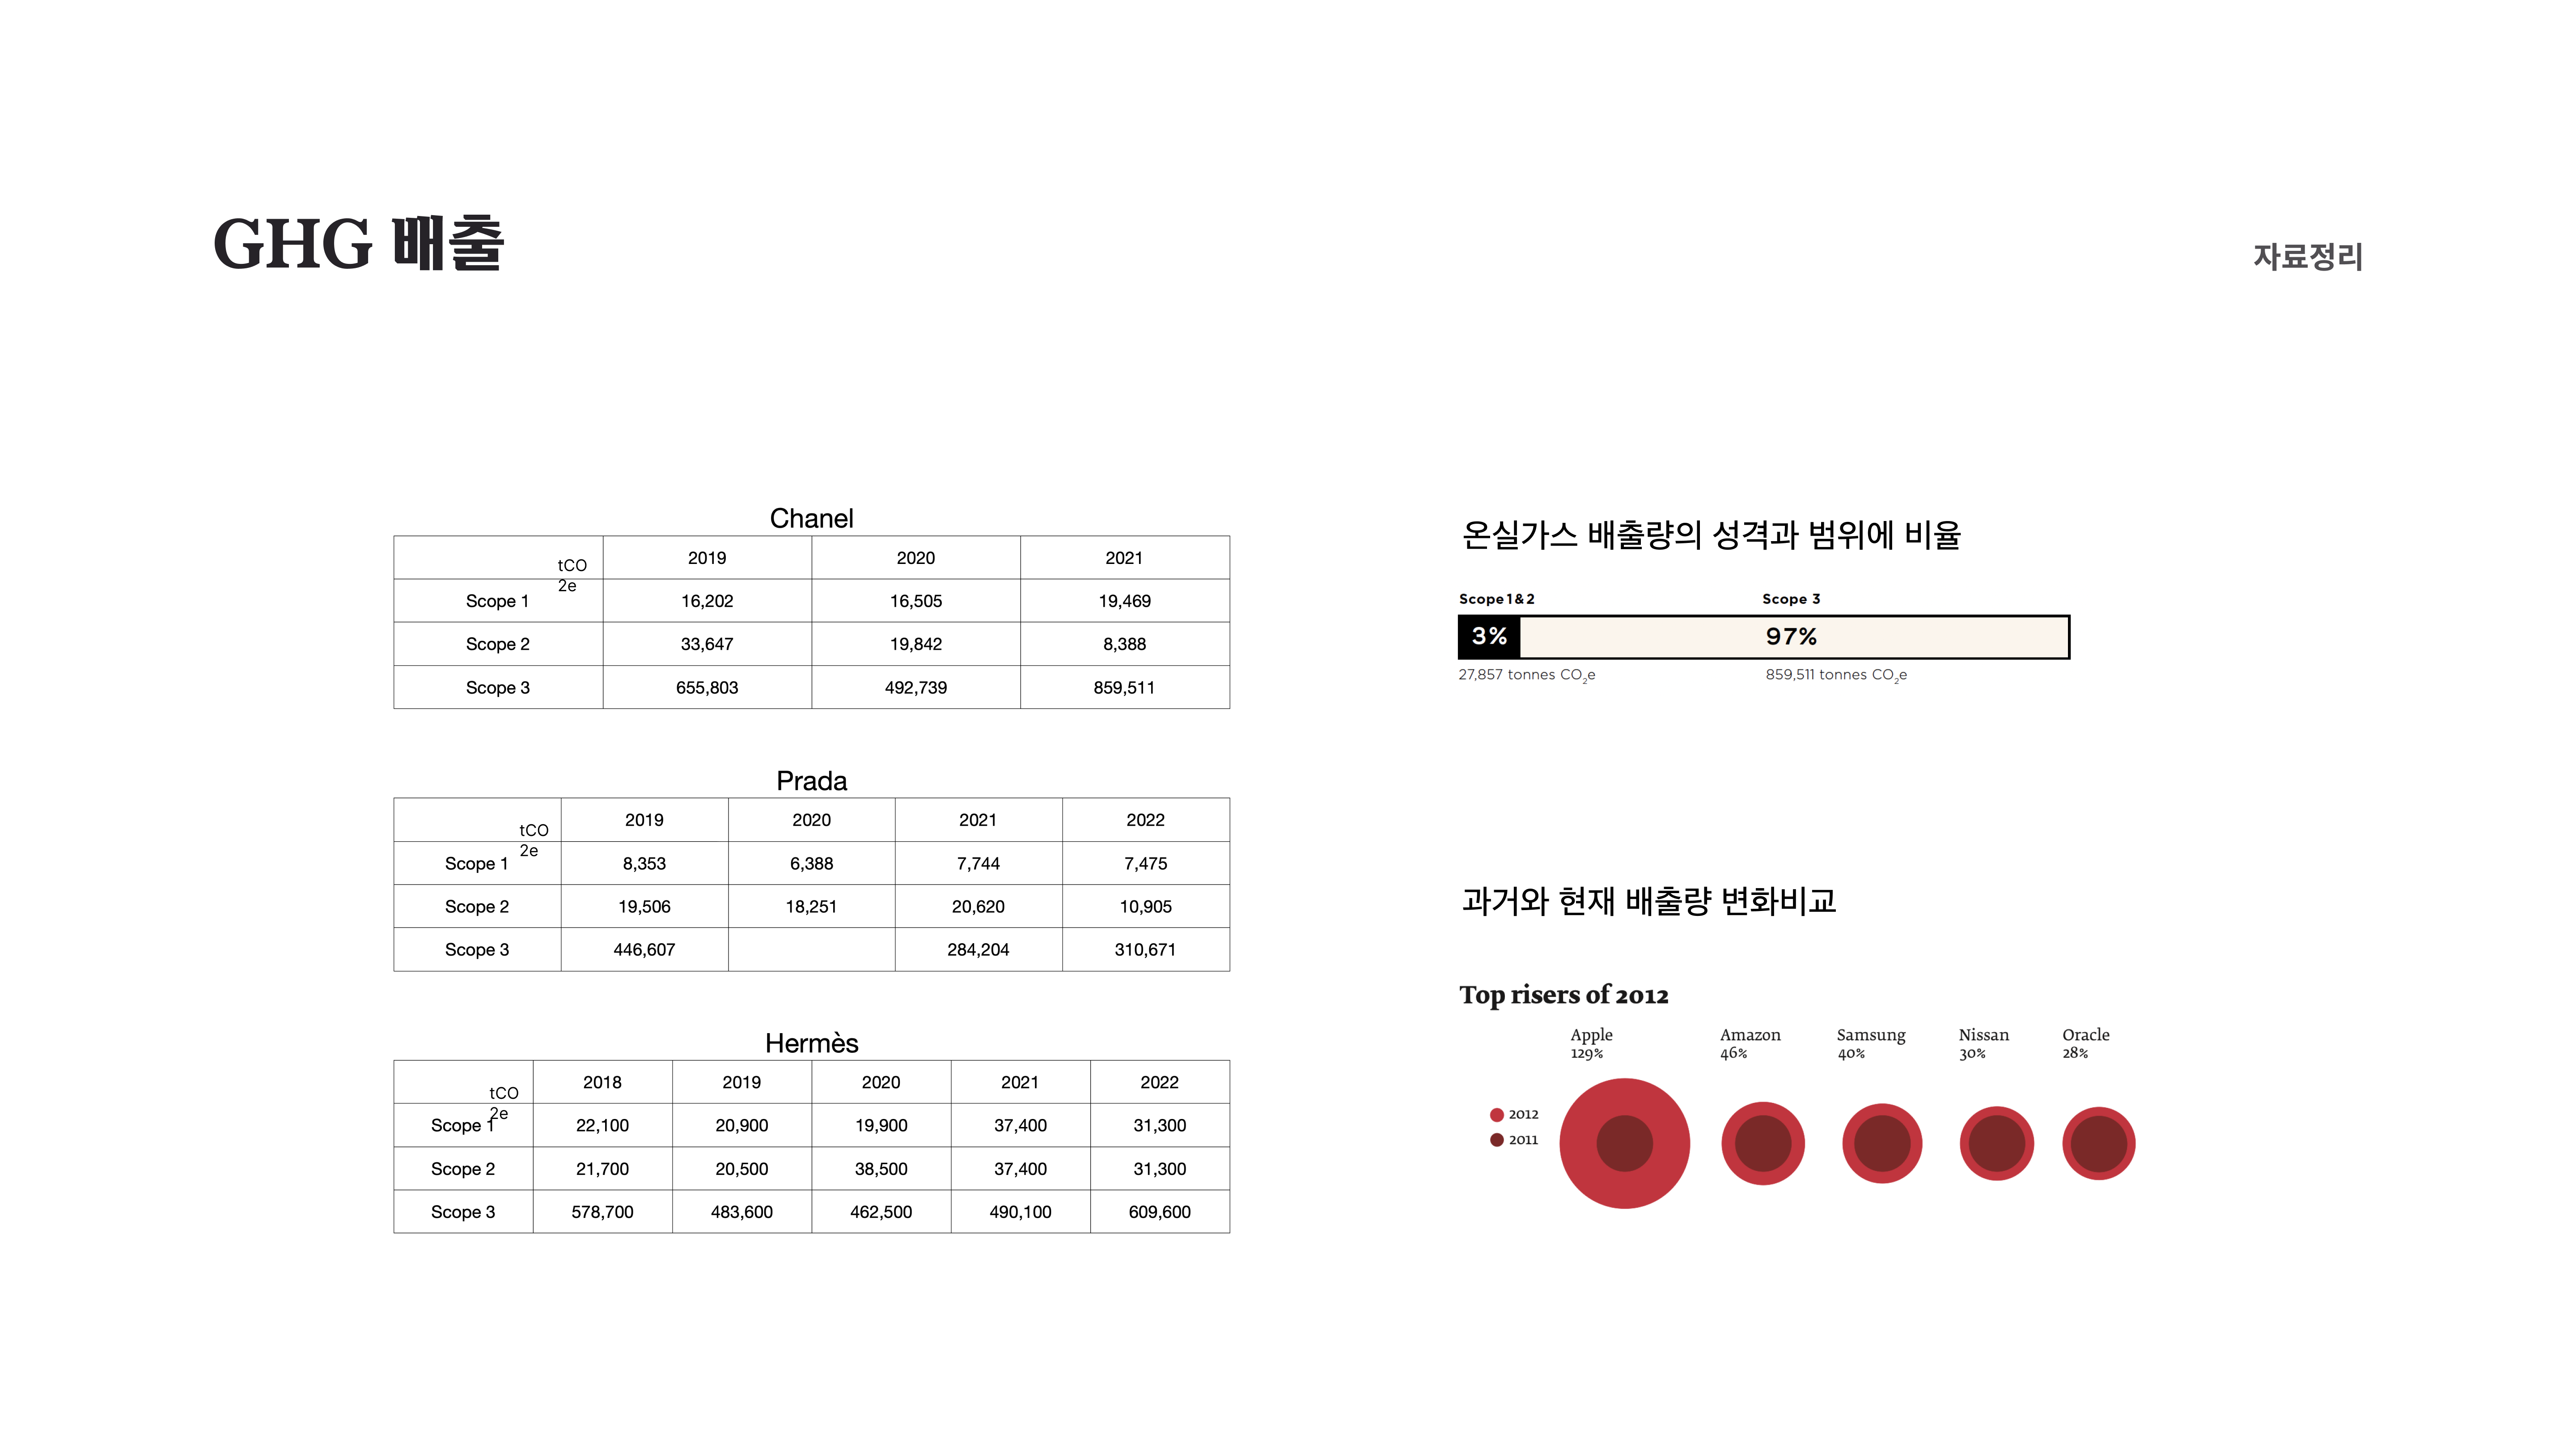 GHG 배출
자료정리
Chanel
tCO
2e
2019 2020 2021
Scope 1 16,202 16,505 19,469
Scope 2 33,647 19,842 8,388
Scope 3 655,803 492,739 859,511
Prada
tCO
2e
2019 2020 2021 2022
Scope 1 8,353 6,388 7,744 7,475
Scope 2 19,506 18,251 20,620 10,905
Scope 3 446,607 284,204 310,671
Hermès
tCO
2e
2018 2019 2020 2021 2022
Scope 1 22,100 20,900 19,900 37,400 31,300
Scope 2 21,700 20,500 38,500 37,400 31,300
Scope 3 578,700 483,600 462,500 490,100 609,600
온실가스 배출량의 성격과 범위에 비율
Scope 1&2 Scope 3
3% 97%
27,857 tonnes CO2e 859,511 tonnes CO2e
과거와 현재 배출량 변화비교
Top risers of 2012
Apple Amazon Samsung Nissan Oracle
129% 46% 40% 30% 28%
2012
2011